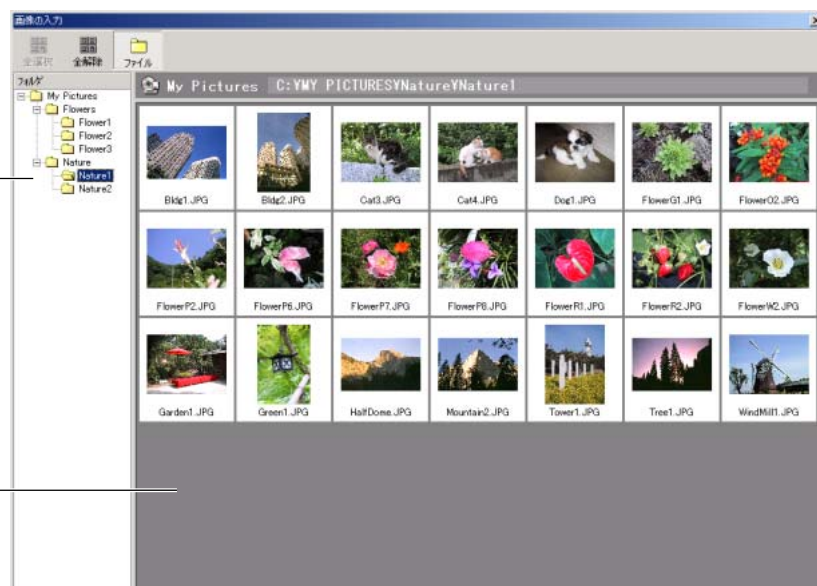 画像の入力
全選択 全解除 ファイル
フォルダ
My Pictures
Flowers
Flower1
Flower2
Flower3
Nature
Nature1
Nature2
My Pictures C:¥MY PICTURES¥Nature¥Nature1
Bldg1.JPG Bldg2.JPG Cat3.JPG Cat4.JPG Dog1.JPG FlowerG1.JPG FlowerO2.JPG
FlowerP2.JPG FlowerP6.JPG FlowerP7.JPG FlowerP8.JPG FlowerR1.JPG FlowerR2.JPG FlowerW2.JPG
Garden1.JPG Green1.JPG HalfDome.JPG Mountain2.JPG Tower1.JPG Tree1.JPG WindMill1.JPG